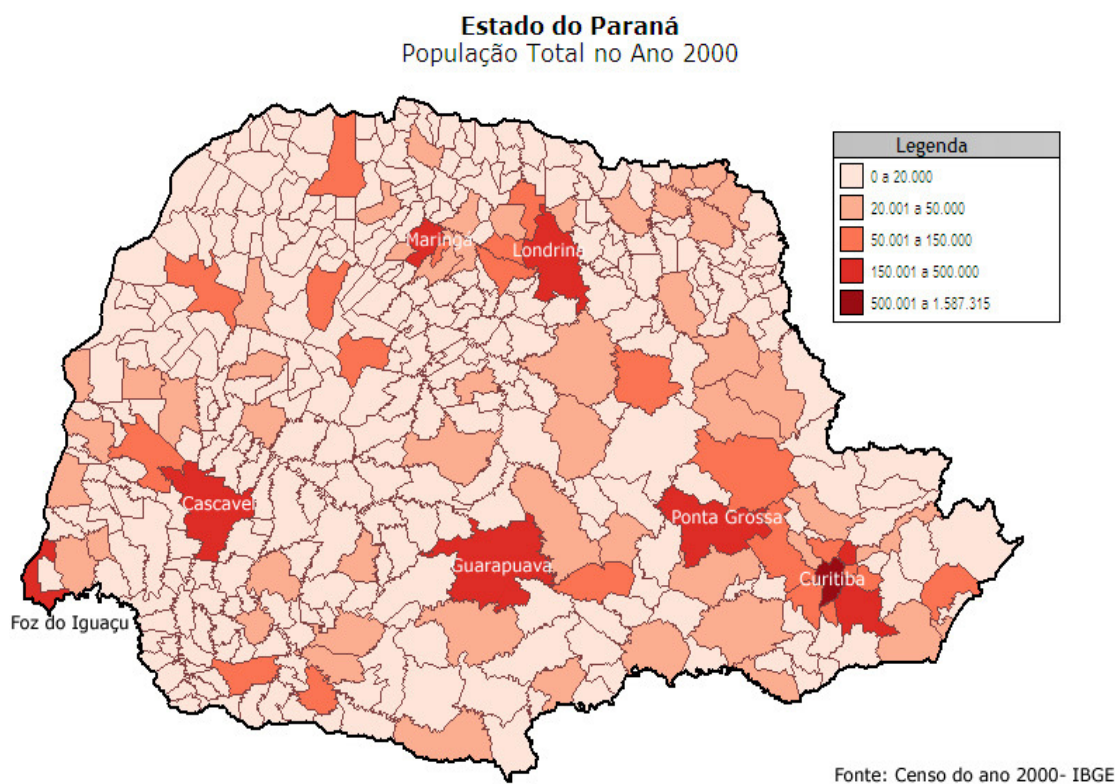 Estado do Paraná
População Total no Ano 2000
Legenda
0 a 20.000
20.001 a 50.000
50.001 a 150.000
150.001 a 500.000
500.001 a 1.587.315
Maringá
Londrina
Cascavel
Ponta Grossa
Guarapuava
Curitiba
Foz do Iguaçu
Fonte: Censo do ano 2000- IBGE